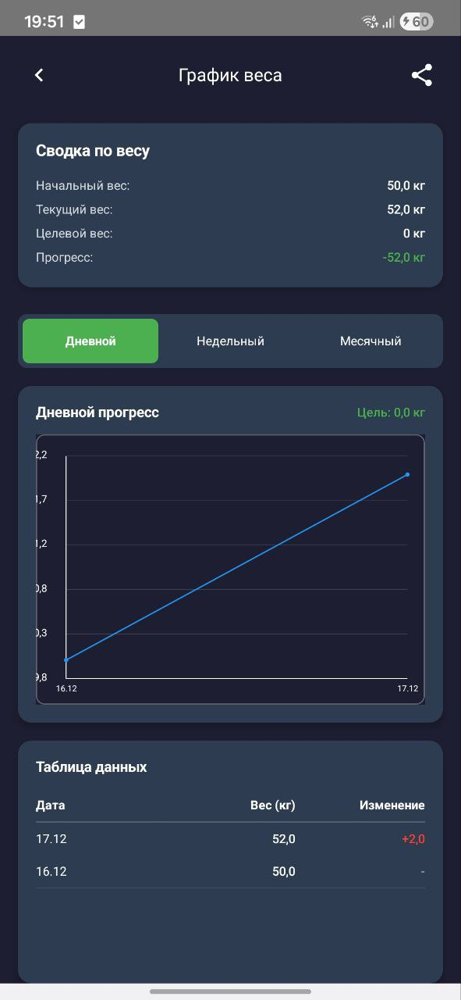 19:51
6
60
График веса
Сводка по весу
Начальный вес: 50,0 кг
Текущий вес: 52,0 кг
Целевой вес: 0 кг
Прогресс: -52,0 кг
Дневной Недельный Месячный
Дневной прогресс Цель: 0,0 кг
2,2
1,7
1,2
0,8
0,3
9,8
16.12 17.12
Таблица данных
Дата Вес (кг) Изменение
17.12 52,0 +2,0
16.12 50,0 -